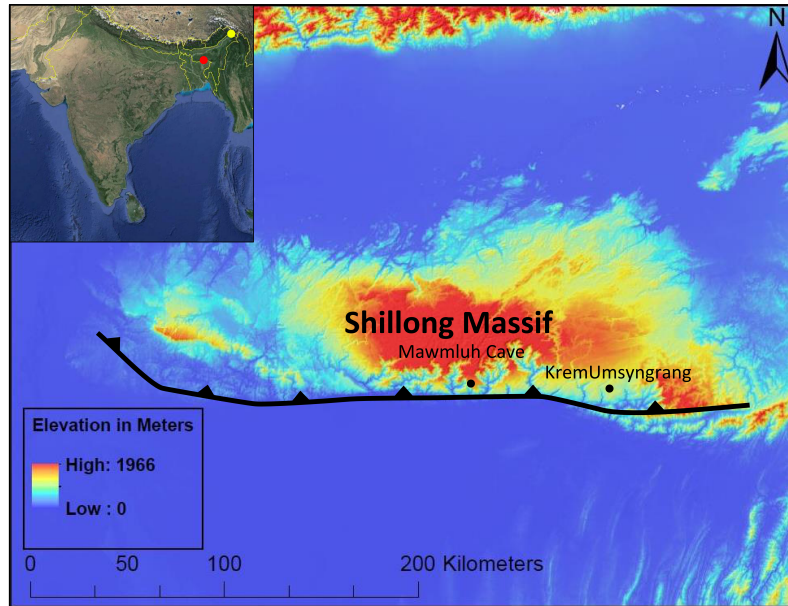 N
Shillong Massif
Mawmluh Cave
KremUmsyngrang
Elevation in Meters
High: 1966
Low : 0
0 50 100 200 Kilometers